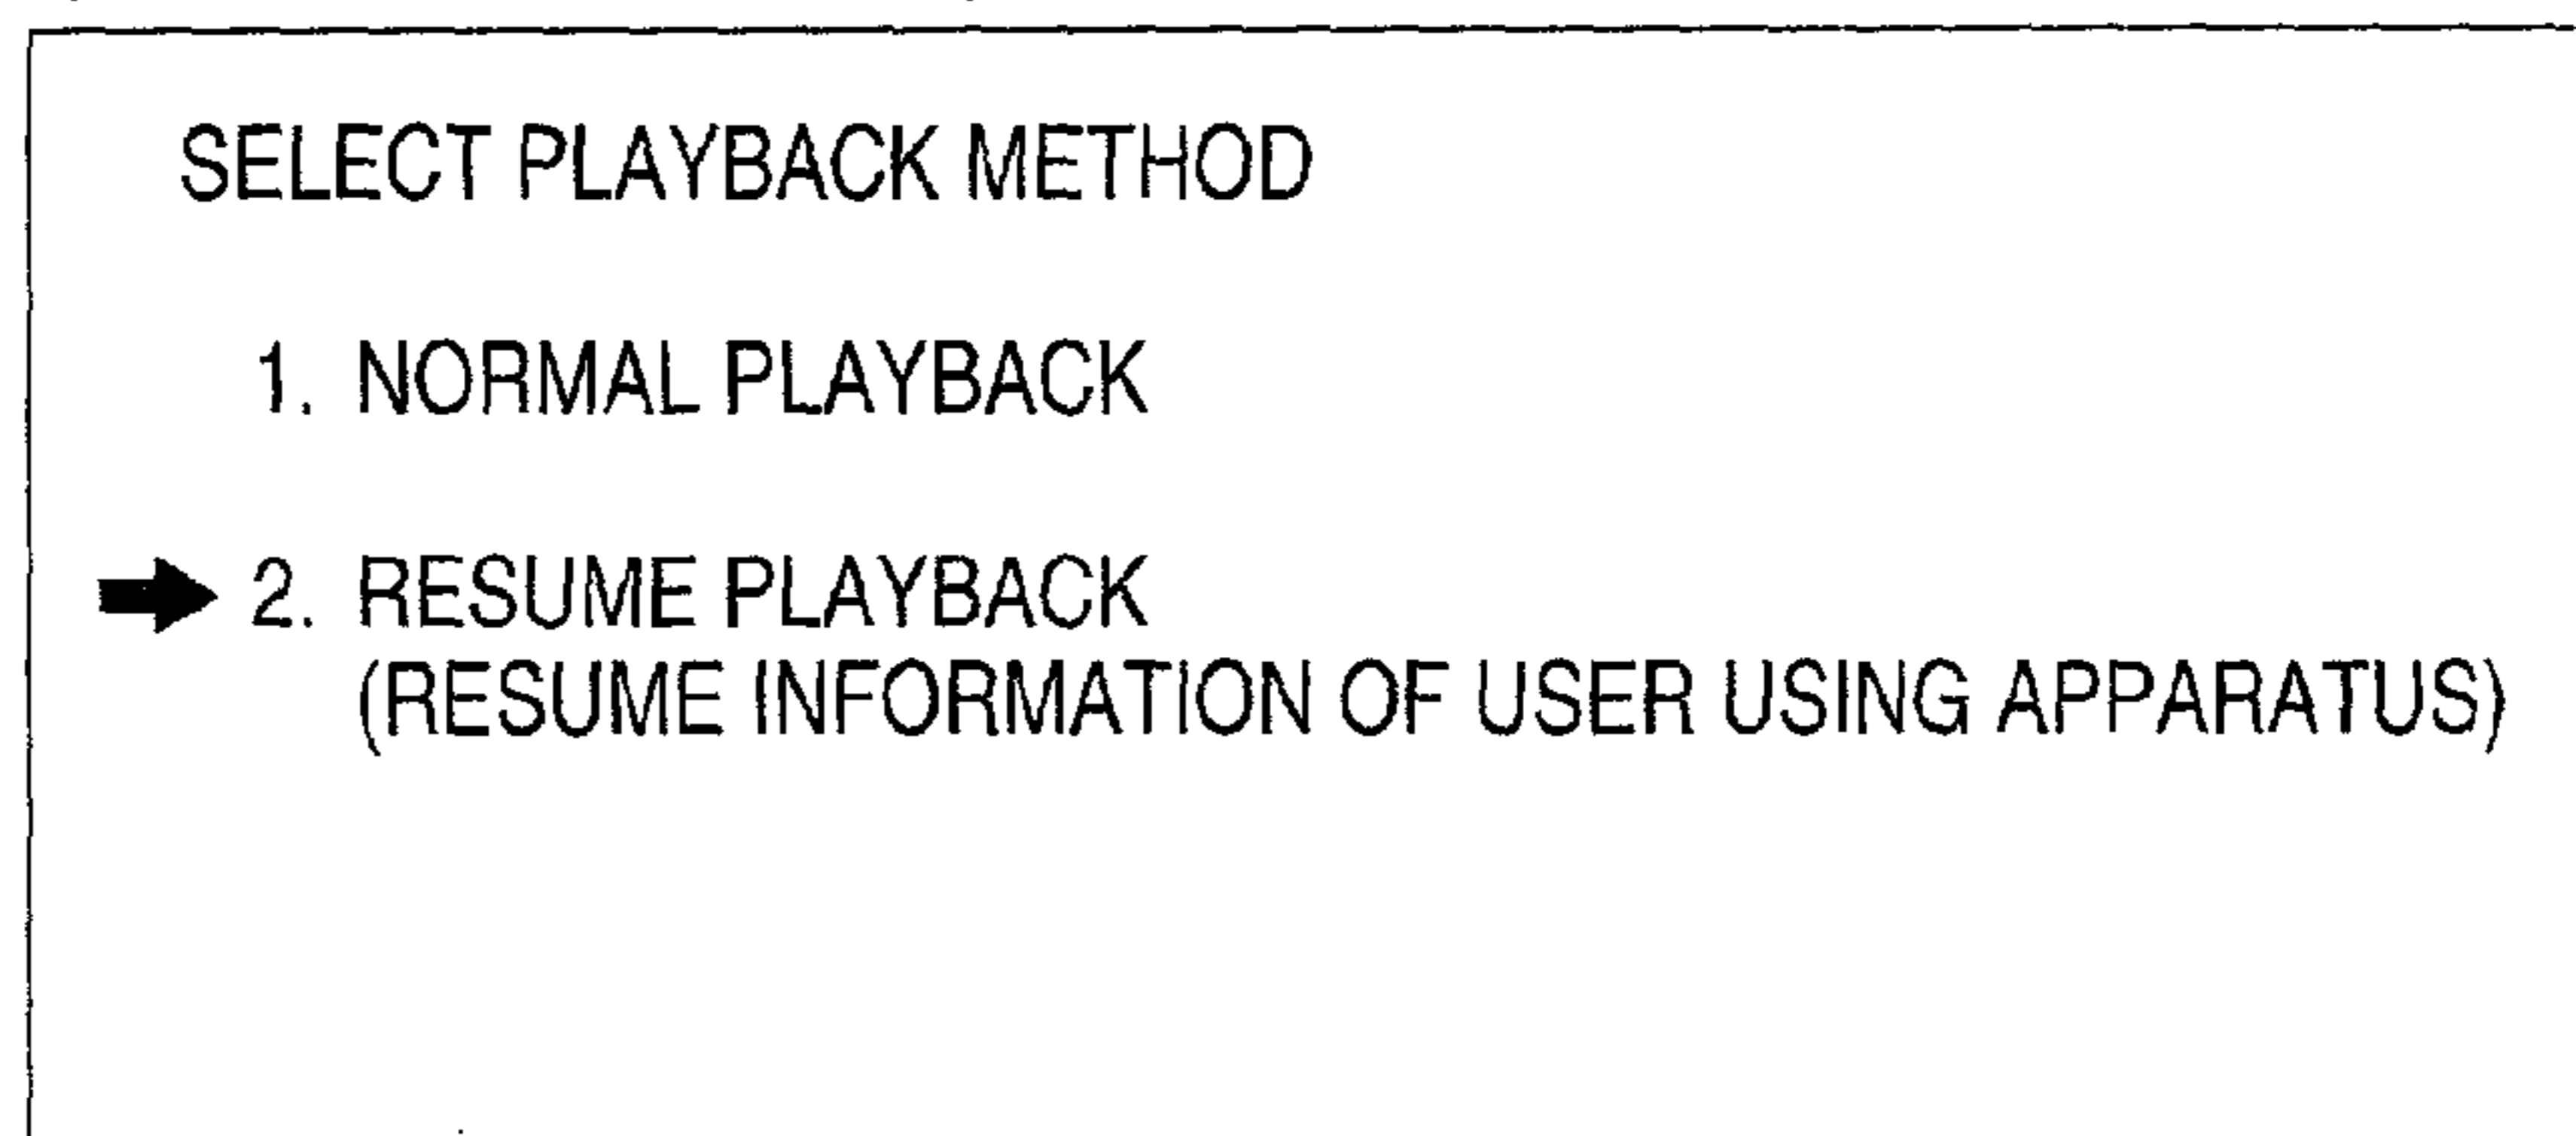 SELECT PLAYBACK METHOD
1. NORMAL PLAYBACK
2. RESUME PLAYBACK
(RESUME INFORMATION OF USER USING APPARATUS)